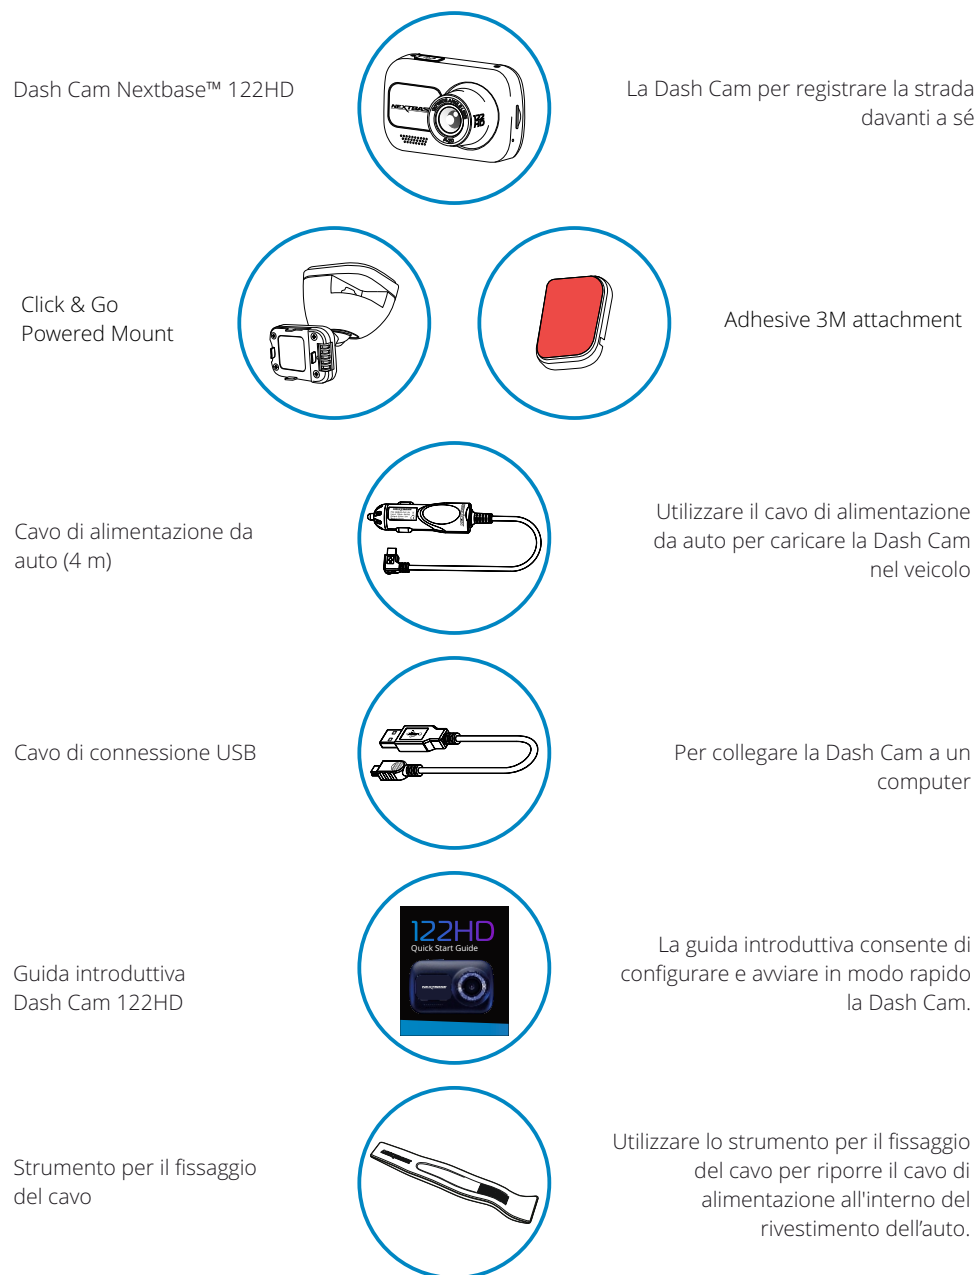 Dash Cam Nextbase™ 122HD
NEXTBASE
La Dash Cam per registrare la strada
davanti a sé
Click & Go
Powered Mount
Adhesive 3M attachment
Cavo di alimentazione da
auto (4 m)
Utilizzare il cavo di alimentazione
da auto per caricare la Dash Cam
nel veicolo
Cavo di connessione USB
Per collegare la Dash Cam a un
computer
Guida introduttiva
Dash Cam 122HD
122HD
Quick Start Guide
NEXTBASE
La guida introduttiva consente di
configurare e avviare in modo rapido
la Dash Cam.
Strumento per il fissaggio
del cavo
Utilizzare lo strumento per il fissaggio
del cavo per riporre il cavo di
alimentazione all'interno del
rivestimento dell’auto.